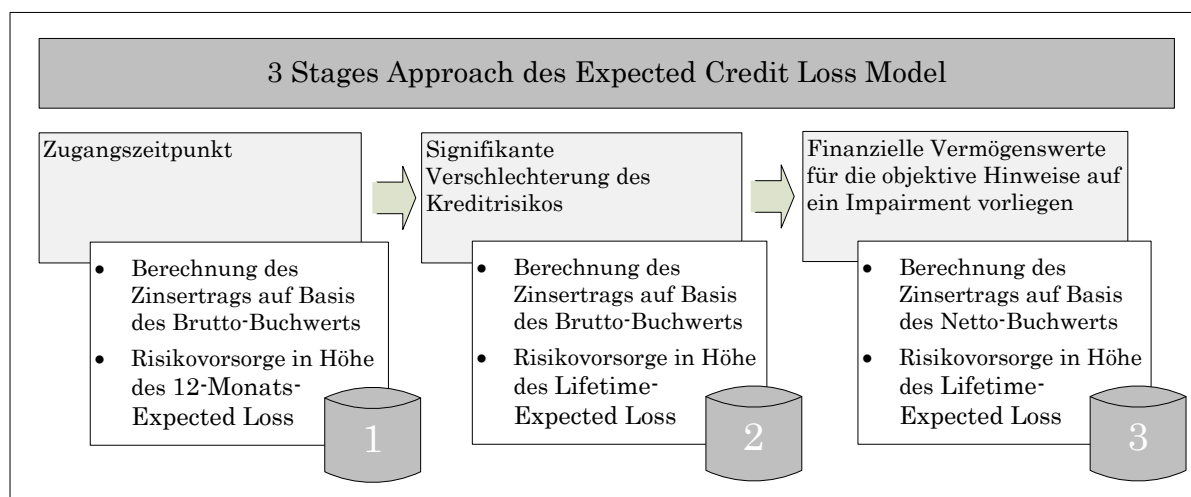 3 Stages Approach des Expected Credit Loss Model
Zugangszeitpunkt
• Berechnung des
Zinsertrags auf Basis
des Brutto-Buchwerts
• Risikovorsorge in Höhe
des 12-Monats-
Expected Loss
1
Signifikante
Verschlechterung des
Kreditrisikos
• Berechnung des
Zinsertrags auf Basis
des Brutto-Buchwerts
• Risikovorsorge in Höhe
des Lifetime-
Expected Loss
2
Finanzielle Vermögenswerte
für die objektive Hinweise auf
ein Impairment vorliegen
• Berechnung des
Zinsertrags auf Basis
des Netto-Buchwerts
• Risikovorsorge in Höhe
des Lifetime-
Expected Loss
3